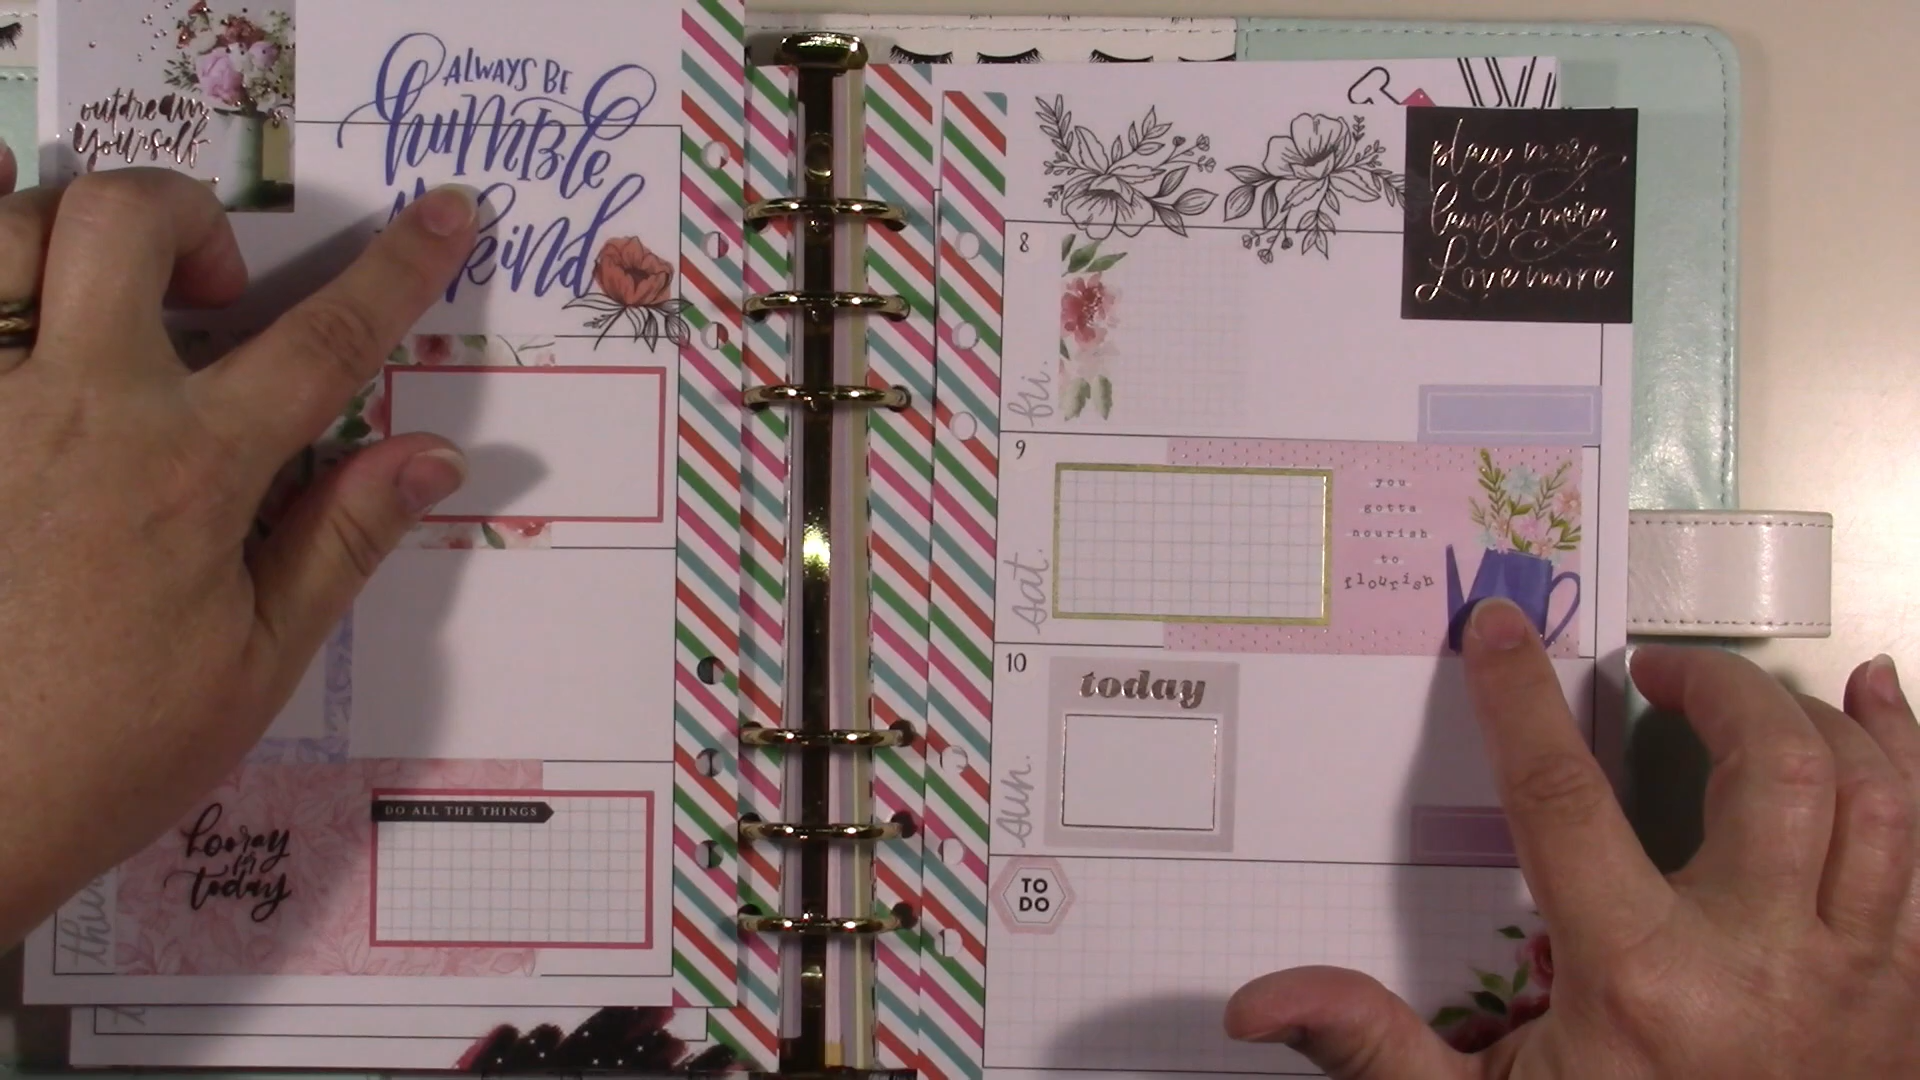 outdream
yourself
ALWAYS BE
humble
kind
hooray
for
today
DO ALL THE THINGS
play more
laugh more
Love more
8
fri.
9
sat.
you
gotta
nourish
to
flourish
10
sun.
today
TO
DO